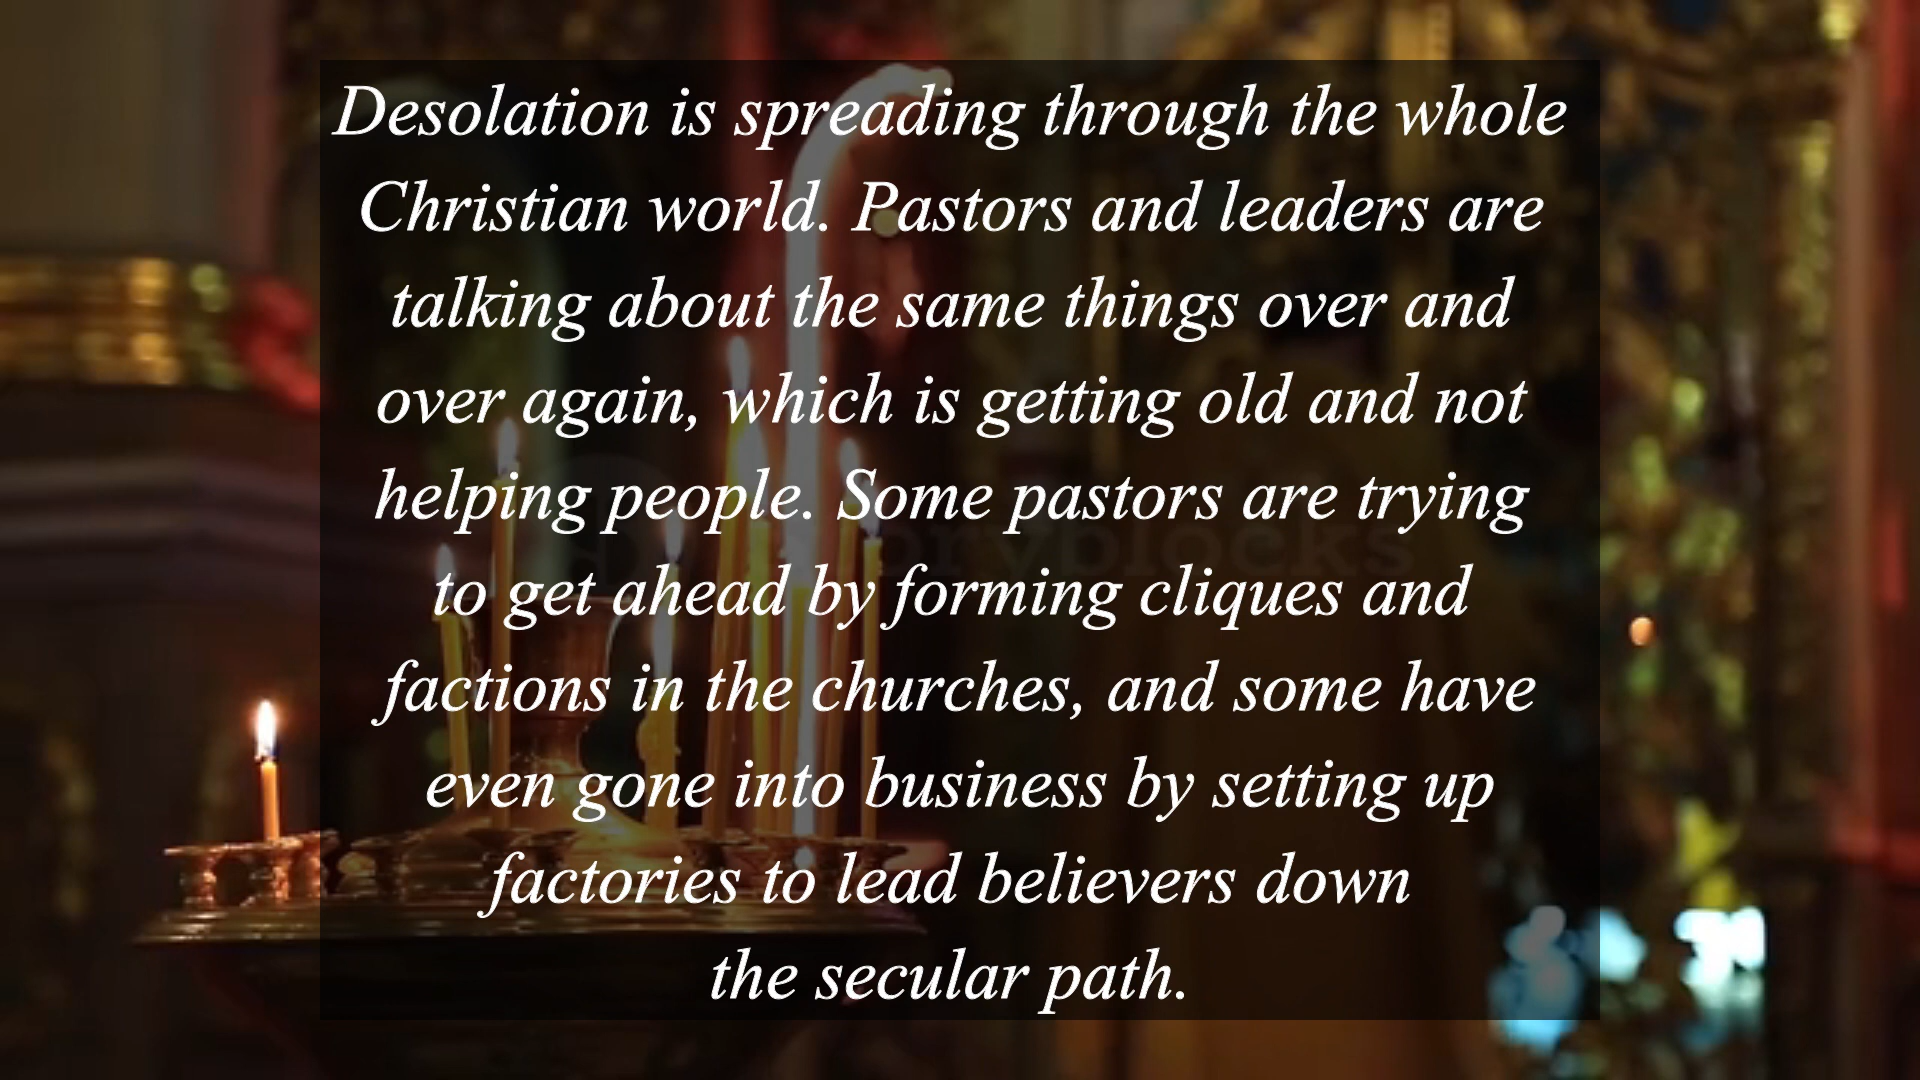 Desolation is spreading through the whole
Christian world. Pastors and leaders are
talking about the same things over and
over again, which is getting old and not
helping people. Some pastors are trying
to get ahead by forming cliques and
factions in the churches, and some have
even gone into business by setting up
factories to lead believers down
the secular path.
storyblocks